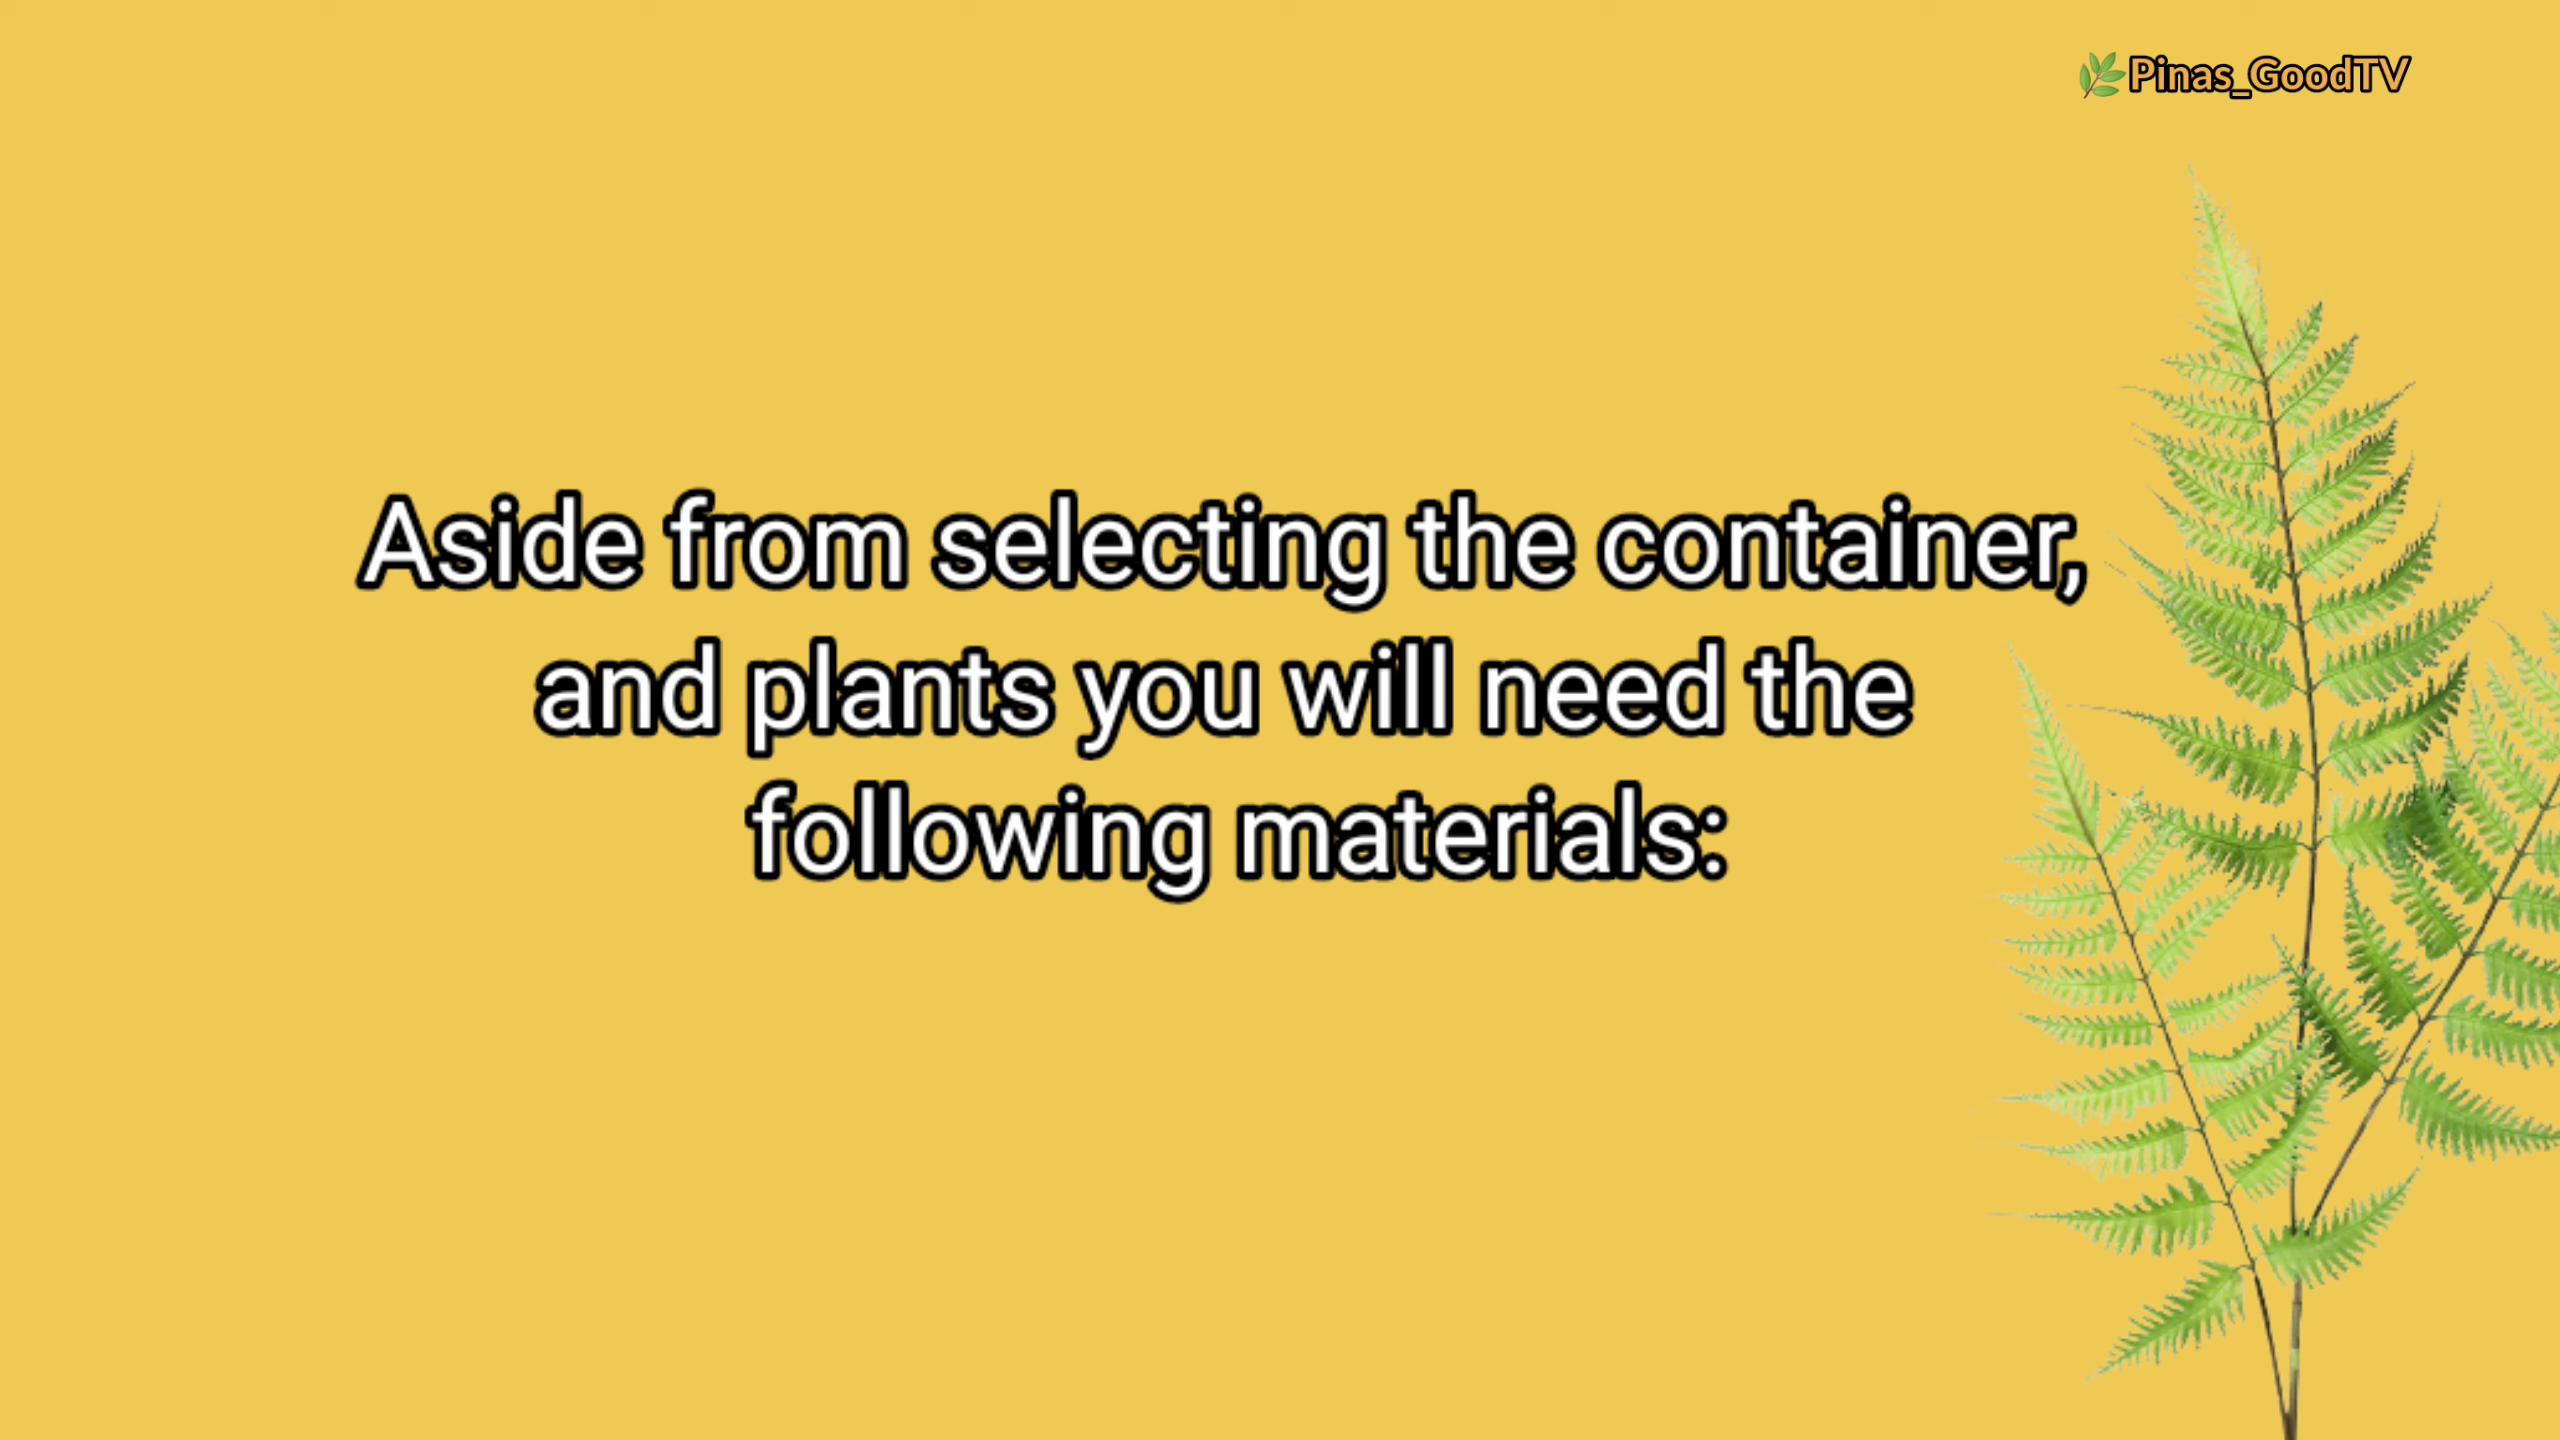 Pinas_GoodTV
Aside from selecting the container,
and plants you will need the
following materials: